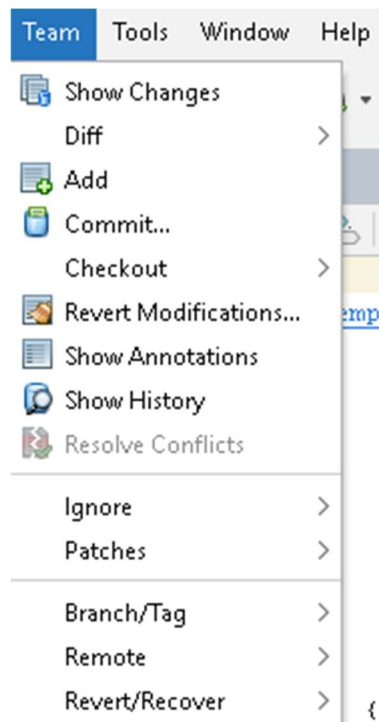 Team Tools Window Help
Show Changes
Diff
Add
Commit...
Checkout
Revert Modifications...
emp
Show Annotations
Show History
Resolve Conflicts
Ignore
Patches
Branch/Tag
Remote
Revert/Recover
{